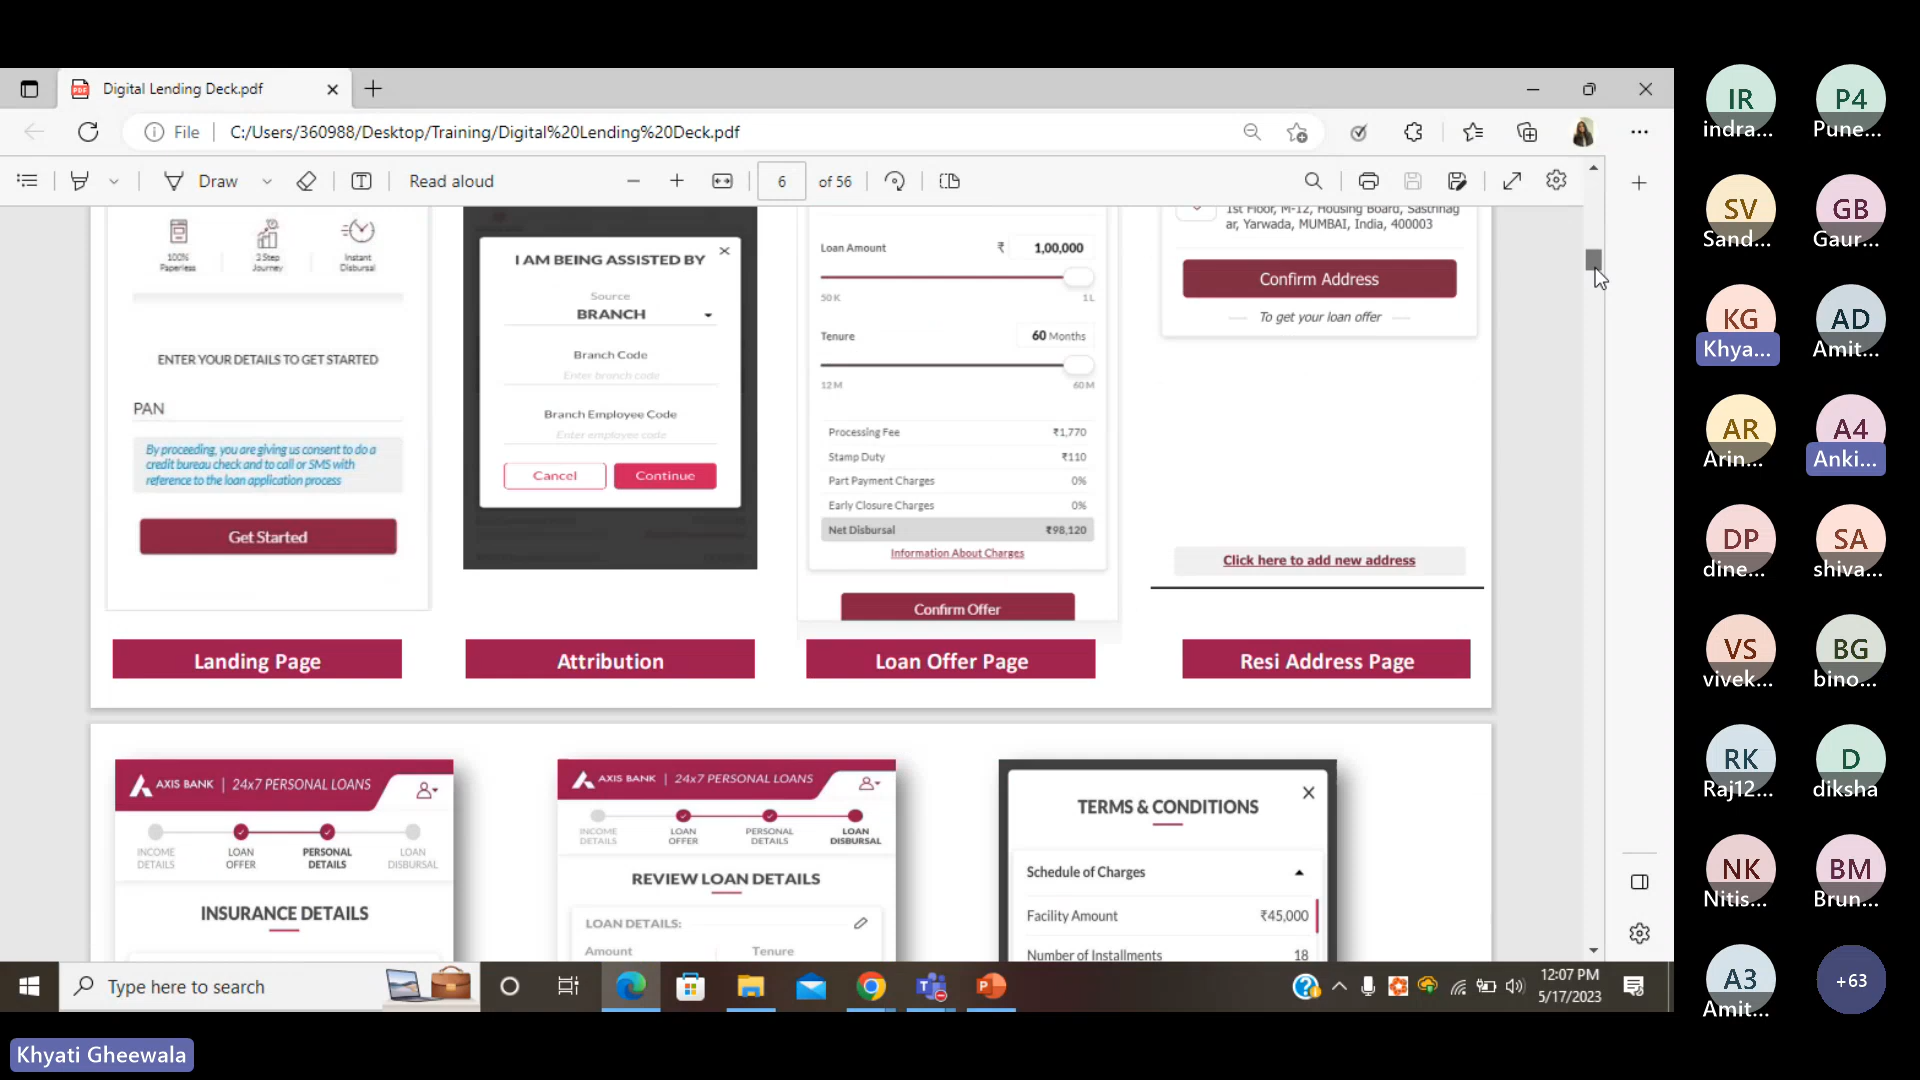 Digital Lending Deck.pdf
File
C:/Users/360988/Desktop/Training/Digital%20Lending%20Deck.pdf
Draw
Read aloud
6
of 56
100%
Paperless
3 Step
Journey
Instant
Disbursal
ENTER YOUR DETAILS TO GET STARTED
PAN
By proceeding, you are giving us consent to do a
credit bureau check and to call or SMS with
reference to the loan application process
Get Started
Landing Page
I AM BEING ASSISTED BY
Source
BRANCH
Branch Code
Enter branch code
Branch Employee Code
Enter employee code
Cancel
Continue
Attribution
Loan Amount
₹ 1,00,000
50 K
1 L
Tenure
60 Months
12 M
60 M
Processing Fee ₹1,770
Stamp Duty ₹110
Part Payment Charges 0%
Early Closure Charges 0%
Net Disbursal ₹98,120
Information About Charges
Confirm Offer
Loan Offer Page
1st Floor, M-12, Housing Board, Sasthnag
ar, Yarwada, MUMBAI, India, 400003
Confirm Address
To get your loan offer
Click here to add new address
Resi Address Page
AXIS BANK | 24x7 PERSONAL LOANS
INCOME
DETAILS
LOAN
OFFER
PERSONAL
DETAILS
LOAN
DISBURSAL
INSURANCE DETAILS
AXIS BANK | 24x7 PERSONAL LOANS
INCOME
DETAILS
LOAN
OFFER
PERSONAL
DETAILS
LOAN
DISBURSAL
REVIEW LOAN DETAILS
LOAN DETAILS:
Amount
Tenure
TERMS & CONDITIONS
Schedule of Charges
Facility Amount ₹45,000
Number of Installments 18
Type here to search
12:07 PM
5/17/2023
IR
indra...
P4
Pune...
SV
Sand...
GB
Gaur...
KG
Khya...
AD
Amit...
AR
Arin...
A4
Anki...
DP
dine...
SA
shiva...
VS
vivek...
BG
bino...
RK
Raj12...
D
diksha
NK
Nitis...
BM
Brun...
A3
Amit...
+63
Khyati Gheewala